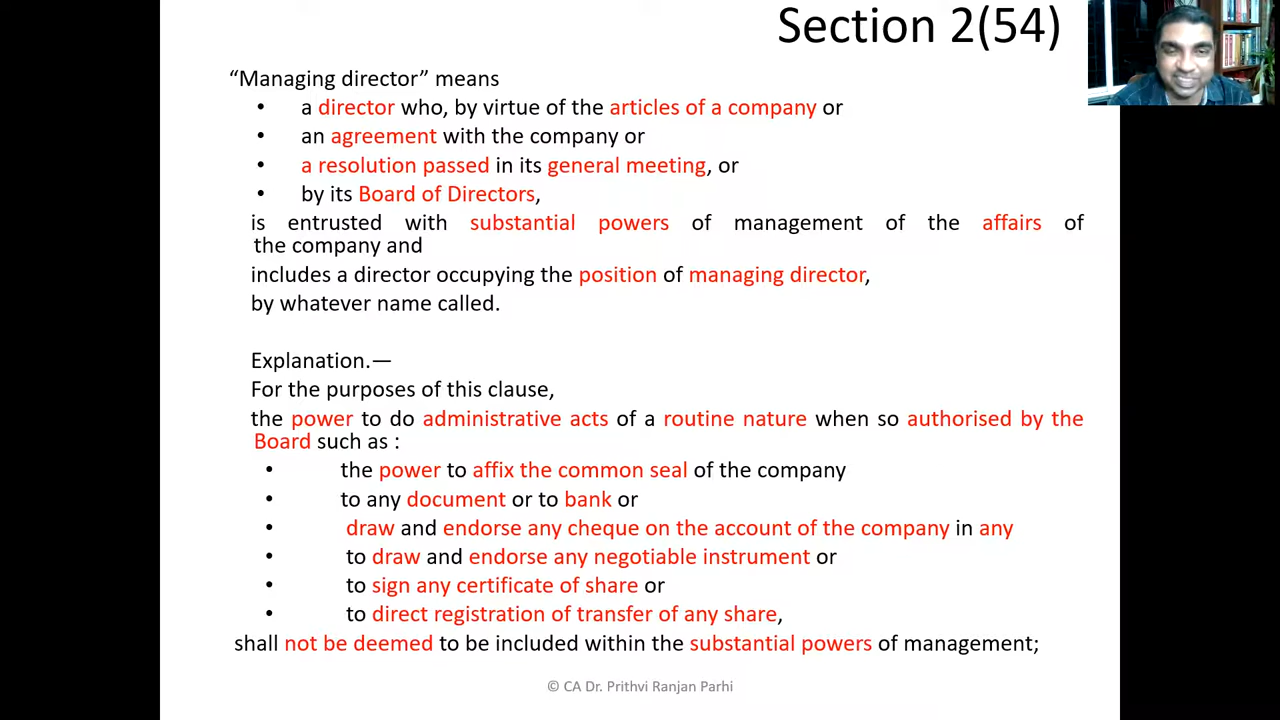 Section 2(54)
“Managing director” means
• a director who, by virtue of the articles of a company or
• an agreement with the company or
• a resolution passed in its general meeting, or
• by its Board of Directors,
is entrusted with substantial powers of management of the affairs of
the company and
includes a director occupying the position of managing director,
by whatever name called.
Explanation.—
For the purposes of this clause,
the power to do administrative acts of a routine nature when so authorised by the
Board such as :
• the power to affix the common seal of the company
• to any document or to bank or
• draw and endorse any cheque on the account of the company in any
• to draw and endorse any negotiable instrument or
• to sign any certificate of share or
• to direct registration of transfer of any share,
shall not be deemed to be included within the substantial powers of management;
© CA Dr. Prithvi Ranjan Parhi